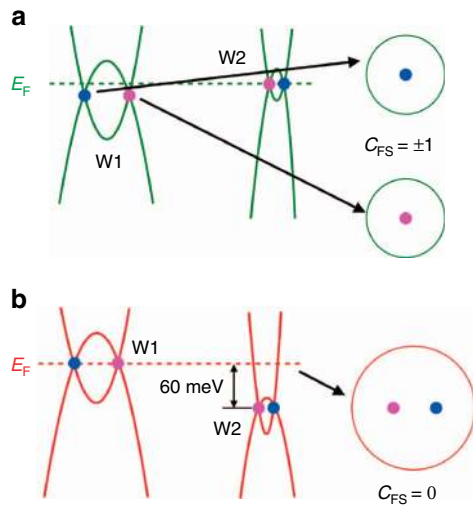 a
W2
E_F
W1
C_FS = ±1
b
W1
E_F
60 meV
W2
C_FS = 0